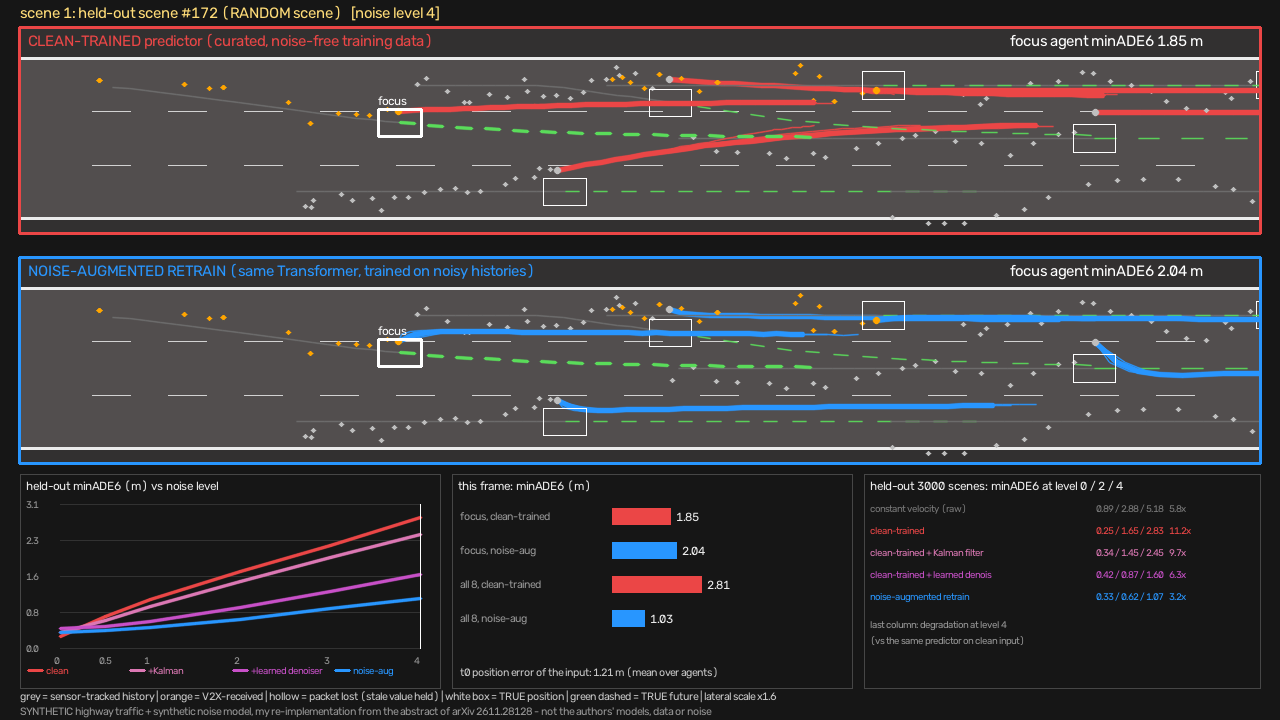 scene 1: held-out scene #172 (RANDOM scene)  [noise level 4]
CLEAN-TRAINED predictor (curated, noise-free training data)
focus agent minADE6 1.85 m
focus
NOISE-AUGMENTED RETRAIN (same Transformer, trained on noisy histories)
focus agent minADE6 2.04 m
focus
held-out minADE6 (m) vs noise level
3.1
2.3
1.6
0.8
0.0
0 0.5 1 2 3 4
clean +Kalman +learned denoiser noise-aug
this frame: minADE6 (m)
focus, clean-trained 1.85
focus, noise-aug 2.04
all 8, clean-trained 2.81
all 8, noise-aug 1.03
t0 position error of the input: 1.21 m (mean over agents)
held-out 3000 scenes: minADE6 at level 0 / 2 / 4
constant velocity (raw) 0.89 / 2.88 / 5.18 5.8x
clean-trained 0.25 / 1.65 / 2.83 11.2x
clean-trained + Kalman filter 0.34 / 1.45 / 2.45 9.7x
clean-trained + learned denois 0.42 / 0.87 / 1.60 6.3x
noise-augmented retrain 0.33 / 0.62 / 1.07 3.2x
last column: degradation at level 4
(vs the same predictor on clean input)
grey = sensor-tracked history | orange = V2X-received | hollow = packet lost (stale value held) | white box = TRUE position | green dashed = TRUE future | lateral scale x1.6
SYNTHETIC highway traffic + synthetic noise model, my re-implementation from the abstract of arXiv 2611.28128 - not the authors' models, data or noise